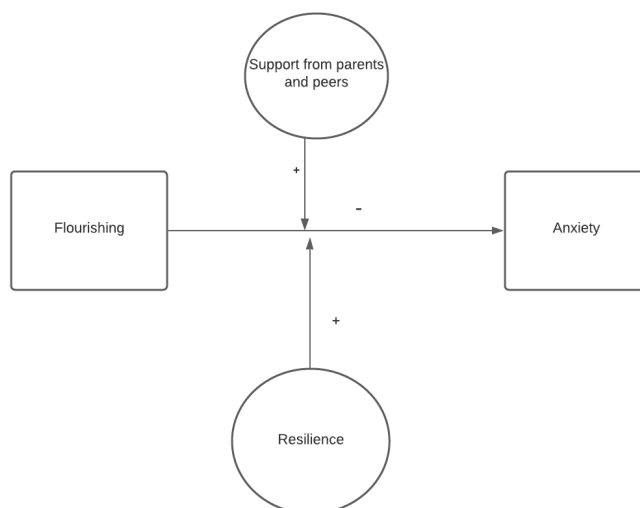 Support from parents
and peers
+
-
Flourishing
Anxiety
+
Resilience